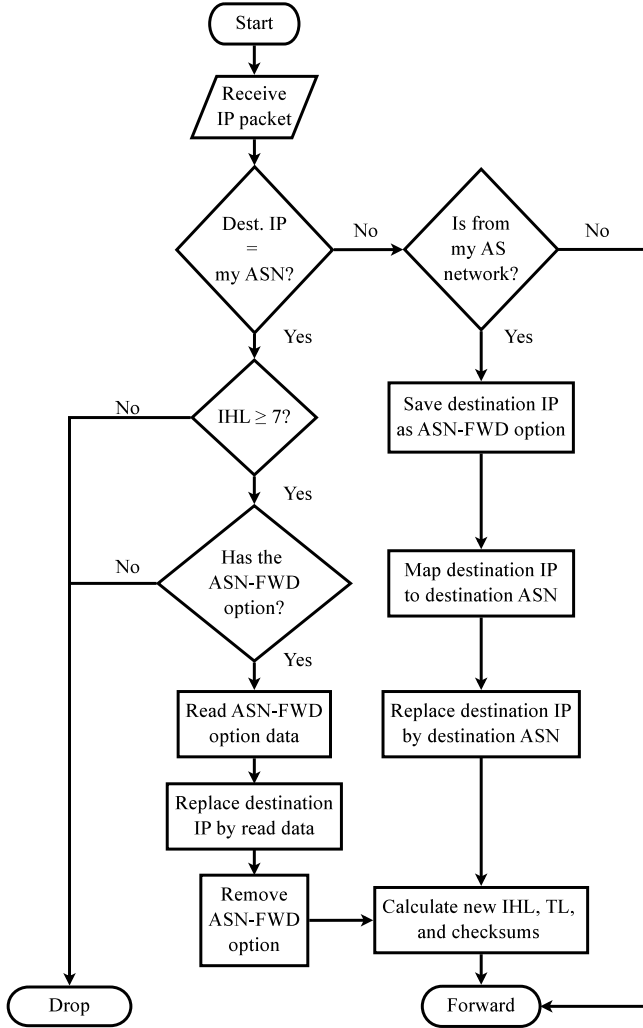 Start
Receive
IP packet
Dest. IP
=
my ASN?
No
Is from
my AS
network?
No
Yes
Yes
No
IHL ≥ 7?
Save destination IP
as ASN-FWD option
Yes
No
Has the
ASN-FWD
option?
Map destination IP
to destination ASN
Yes
Read ASN-FWD
option data
Replace destination IP
by destination ASN
Replace destination
IP by read data
Remove
ASN-FWD
option
Calculate new IHL, TL,
and checksums
Drop
Forward